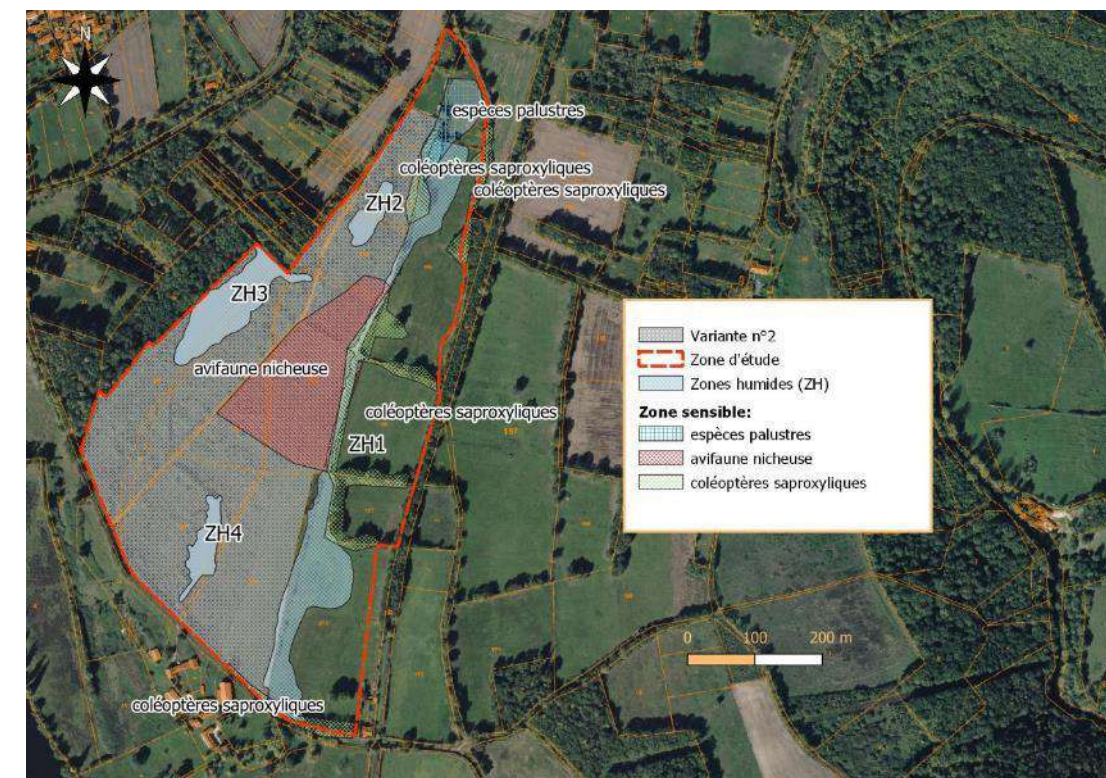 N
espèces palustres
coléoptères saproxyliques
coléoptères saproxyliques
ZH2
ZH3
avifaune nicheuse
coléoptères saproxyliques
ZH1
ZH4
coléoptères saproxyliques
Variante n°2
Zone d'étude
Zones humides (ZH)
Zone sensible:
espèces palustres
avifaune nicheuse
coléoptères saproxyliques
0 100 200 m